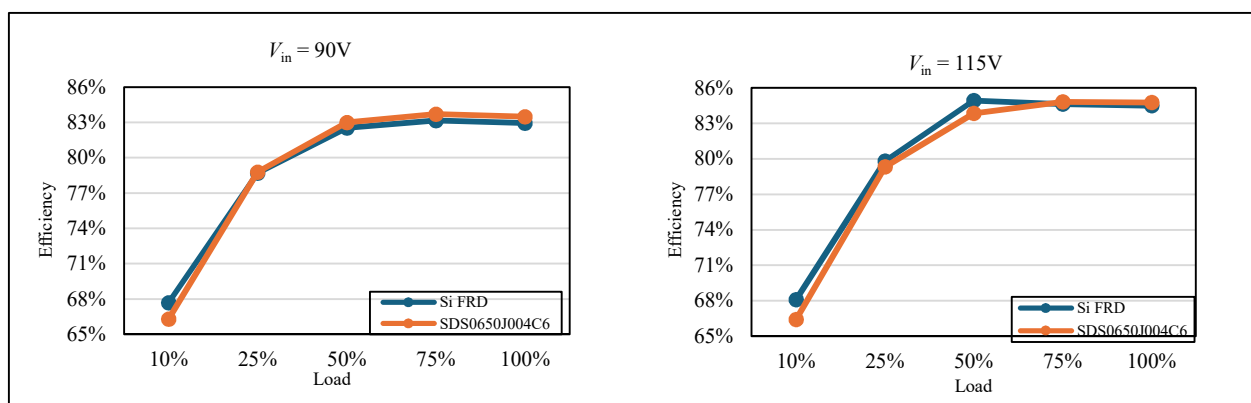 V_in = 90V
86%
83%
80%
77%
74%
71%
68%
65%
Efficiency
10% 25% 50% 75% 100%
Load
Si FRD
SDS0650J004C6
V_in = 115V
86%
83%
80%
77%
74%
71%
68%
65%
Efficiency
10% 25% 50% 75% 100%
Load
Si FRD
SDS0650J004C6